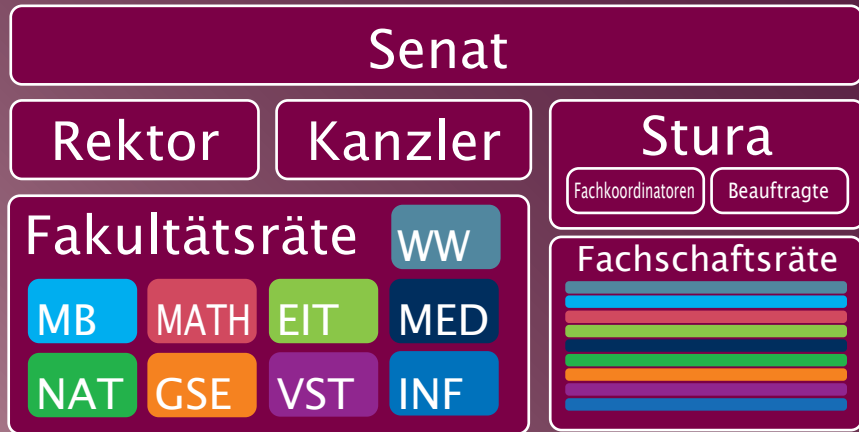 Senat
Rektor
Kanzler
Stura
Fachkoordinatoren
Beauftragte
Fakultätsräte
WW
MB
MATH
EIT
MED
NAT
GSE
VST
INF
Fachschaftsräte